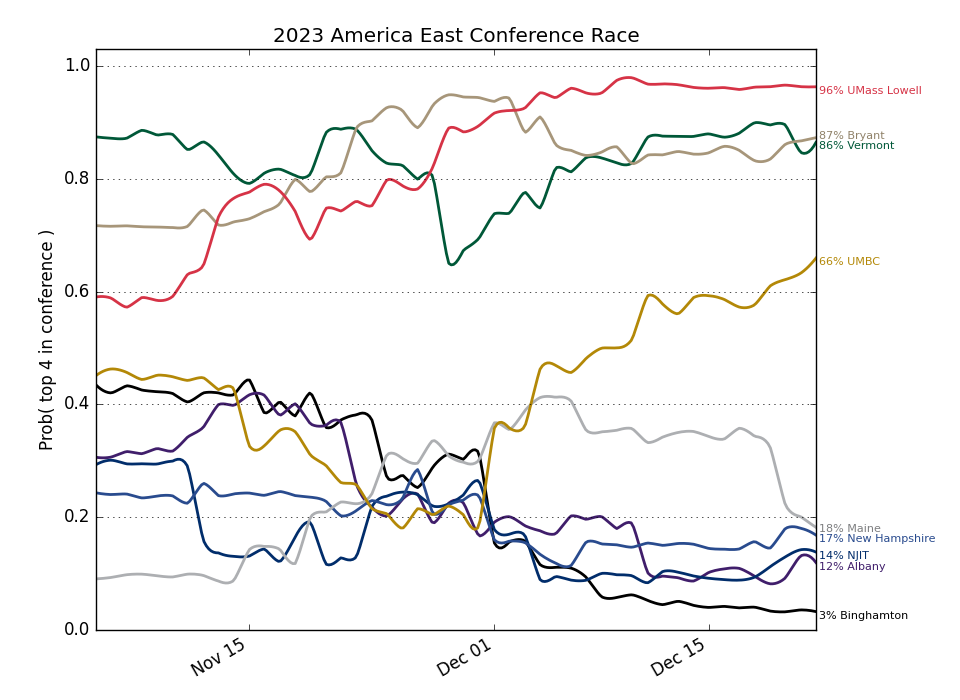 2023 America East Conference Race
Prob( top 4 in conference )
1.0
0.8
0.6
0.4
0.2
0.0
Nov 15
Dec 01
Dec 15
96% UMass Lowell
87% Bryant
86% Vermont
66% UMBC
18% Maine
17% New Hampshire
14% NJIT
12% Albany
3% Binghamton